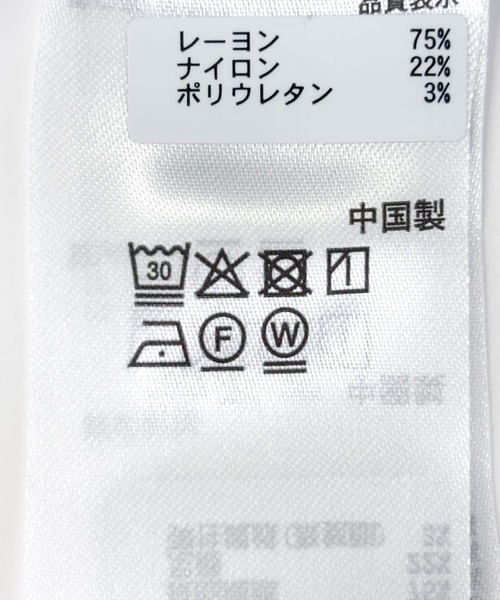 品質表示
レーヨン 75%
ナイロン 22%
ポリウレタン 3%
中国製
30
F W